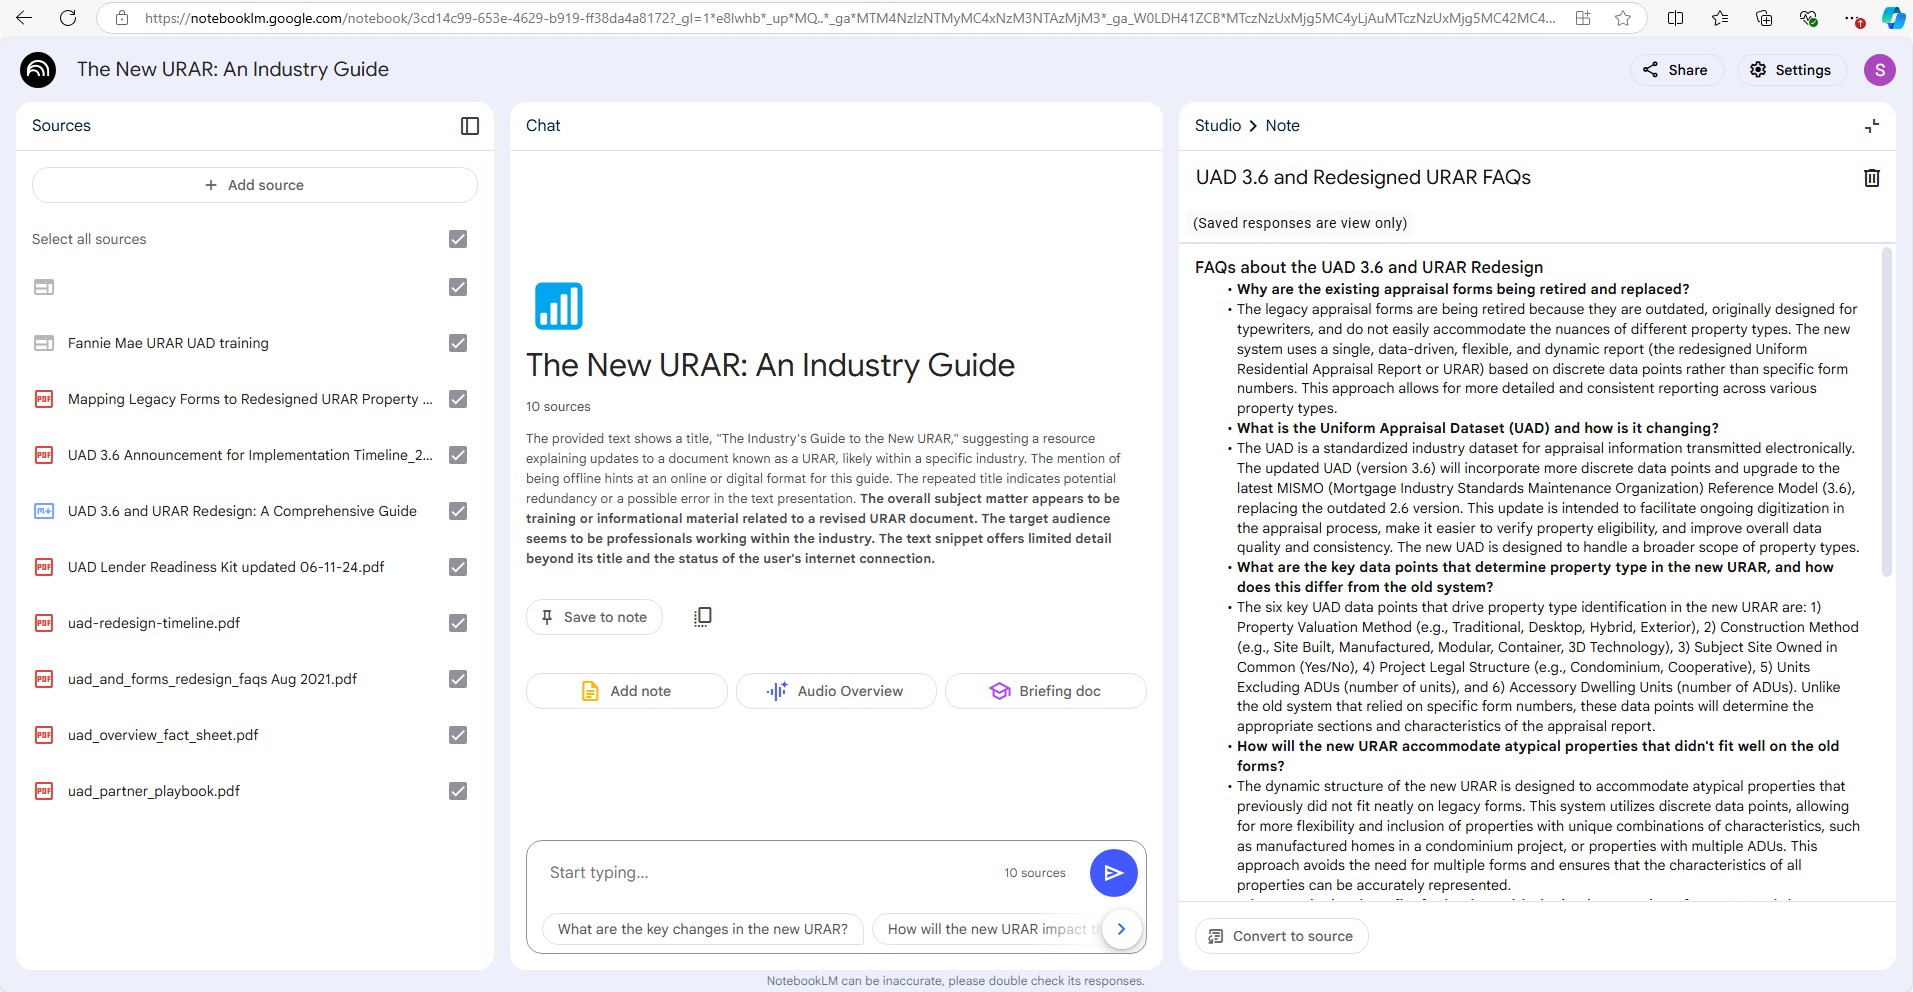 https://notebooklm.google.com/notebook/3cd14c99-653e-4629-b919-ff38da4a8172?_gl=1*e8lwhb*_up*MQ..*_ga*MTM4NzIzNTMyMC4xNzM3NTAzMjM3*_ga_W0LDH41ZCB*MTczNzUxMjg5MC4yLjAuMTczNzUxMjg5MC42MC4...
The New URAR: An Industry Guide
Share
Settings
S
Sources
+ Add source
Select all sources
Fannie Mae URAR UAD training
PDF Mapping Legacy Forms to Redesigned URAR Property ...
PDF UAD 3.6 Announcement for Implementation Timeline_2...
UAD 3.6 and URAR Redesign: A Comprehensive Guide
PDF UAD Lender Readiness Kit updated 06-11-24.pdf
PDF uad-redesign-timeline.pdf
PDF uad_and_forms_redesign_faqs Aug 2021.pdf
PDF uad_overview_fact_sheet.pdf
PDF uad_partner_playbook.pdf
Chat
The New URAR: An Industry Guide
10 sources
The provided text shows a title, "The Industry's Guide to the New URAR," suggesting a resource
explaining updates to a document known as a URAR, likely within a specific industry. The mention of
being offline hints at an online or digital format for this guide. The repeated title indicates potential
redundancy or a possible error in the text presentation. The overall subject matter appears to be
training or informational material related to a revised URAR document. The target audience
seems to be professionals working within the industry. The text snippet offers limited detail
beyond its title and the status of the user's internet connection.
Save to note
Add note
Audio Overview
Briefing doc
Start typing...
10 sources
What are the key changes in the new URAR?
How will the new URAR impact
NotebookLM can be inaccurate, please double check its responses.
Studio > Note
UAD 3.6 and Redesigned URAR FAQs
(Saved responses are view only)
FAQs about the UAD 3.6 and URAR Redesign
• Why are the existing appraisal forms being retired and replaced?
• The legacy appraisal forms are being retired because they are outdated, originally designed for
typewriters, and do not easily accommodate the nuances of different property types. The new
system uses a single, data-driven, flexible, and dynamic report (the redesigned Uniform
Residential Appraisal Report or URAR) based on discrete data points rather than specific form
numbers. This approach allows for more detailed and consistent reporting across various
property types.
• What is the Uniform Appraisal Dataset (UAD) and how is it changing?
• The UAD is a standardized industry dataset for appraisal information transmitted electronically.
The updated UAD (version 3.6) will incorporate more discrete data points and upgrade to the
latest MISMO (Mortgage Industry Standards Maintenance Organization) Reference Model (3.6),
replacing the outdated 2.6 version. This update is intended to facilitate ongoing digitization in
the appraisal process, make it easier to verify property eligibility, and improve overall data
quality and consistency. The new UAD is designed to handle a broader scope of property types.
• What are the key data points that determine property type in the new URAR, and how
does this differ from the old system?
• The six key UAD data points that drive property type identification in the new URAR are: 1)
Property Valuation Method (e.g., Traditional, Desktop, Hybrid, Exterior), 2) Construction Method
(e.g., Site Built, Manufactured, Modular, Container, 3D Technology), 3) Subject Site Owned in
Common (Yes/No), 4) Project Legal Structure (e.g., Condominium, Cooperative), 5) Units
Excluding ADUs (number of units), and 6) Accessory Dwelling Units (number of ADUs). Unlike
the old system that relied on specific form numbers, these data points will determine the
appropriate sections and characteristics of the appraisal report.
• How will the new URAR accommodate atypical properties that didn't fit well on the old
forms?
• The dynamic structure of the new URAR is designed to accommodate atypical properties that
previously did not fit neatly on legacy forms. This system utilizes discrete data points, allowing
for more flexibility and inclusion of properties with unique combinations of characteristics, such
as manufactured homes in a condominium project, or properties with multiple ADUs. This
approach avoids the need for multiple forms and ensures that the characteristics of all
properties can be accurately represented.
Convert to source